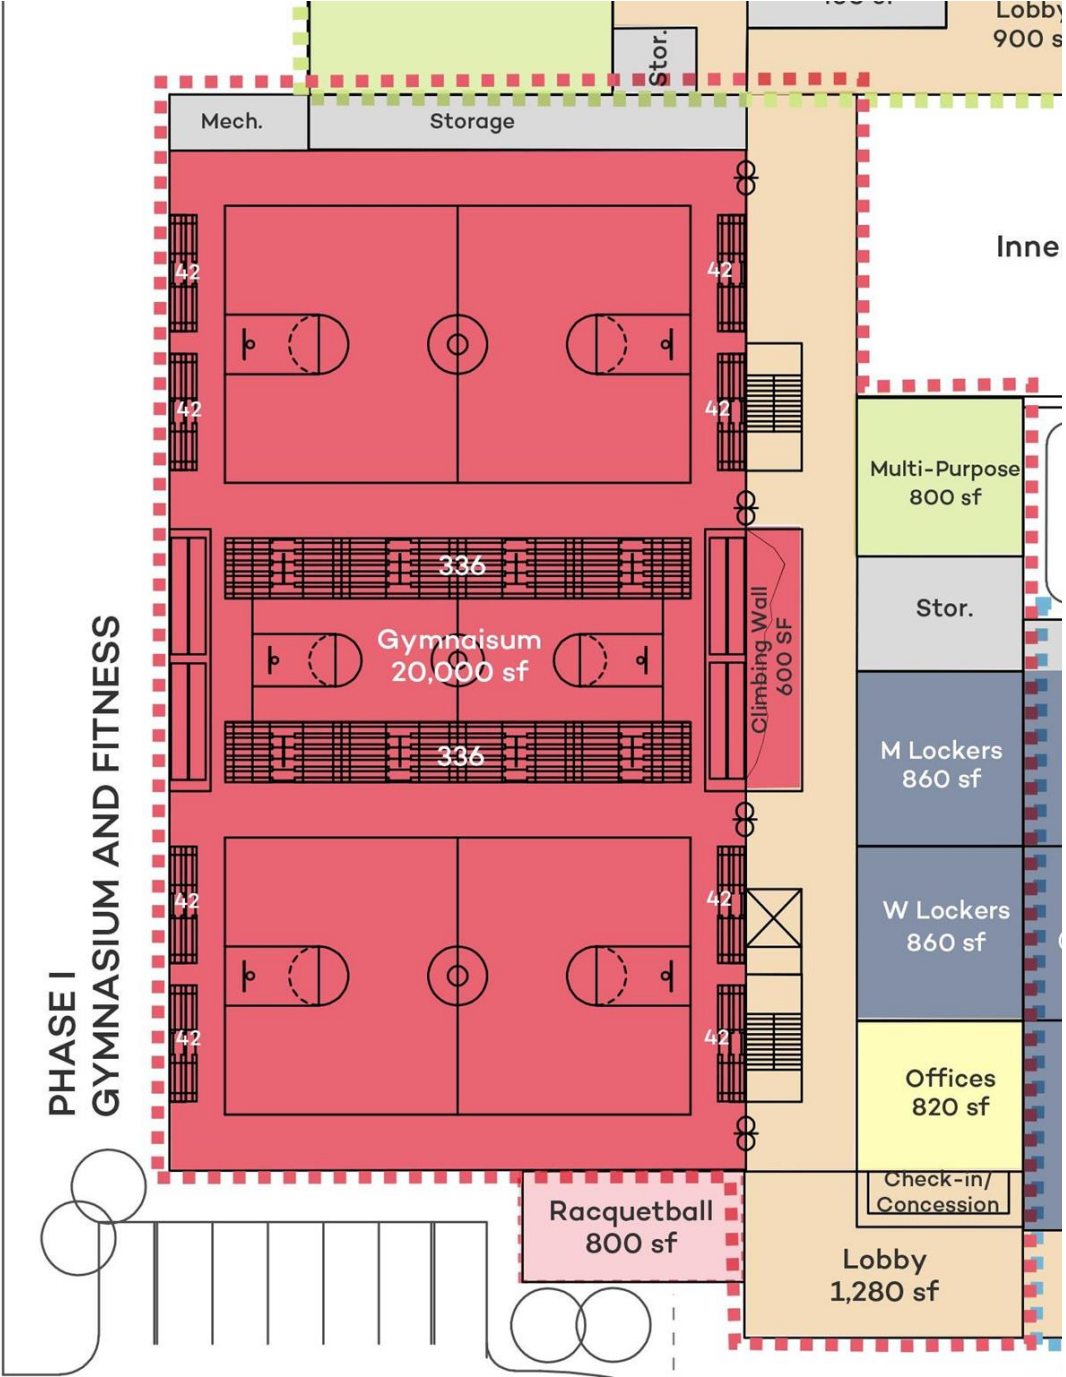 Stor.
Lobby
900 s
Mech.
Storage
42
42
Inne
42
42
Multi-Purpose
800 sf
336
Stor.
Climbing Wall
600 SF
Gymnaisum
20,000 sf
336
M Lockers
860 sf
PHASE I
GYMNASIUM AND FITNESS
42
42
W Lockers
860 sf
42
42
Offices
820 sf
Check-in/
Concession
Racquetball
800 sf
Lobby
1,280 sf